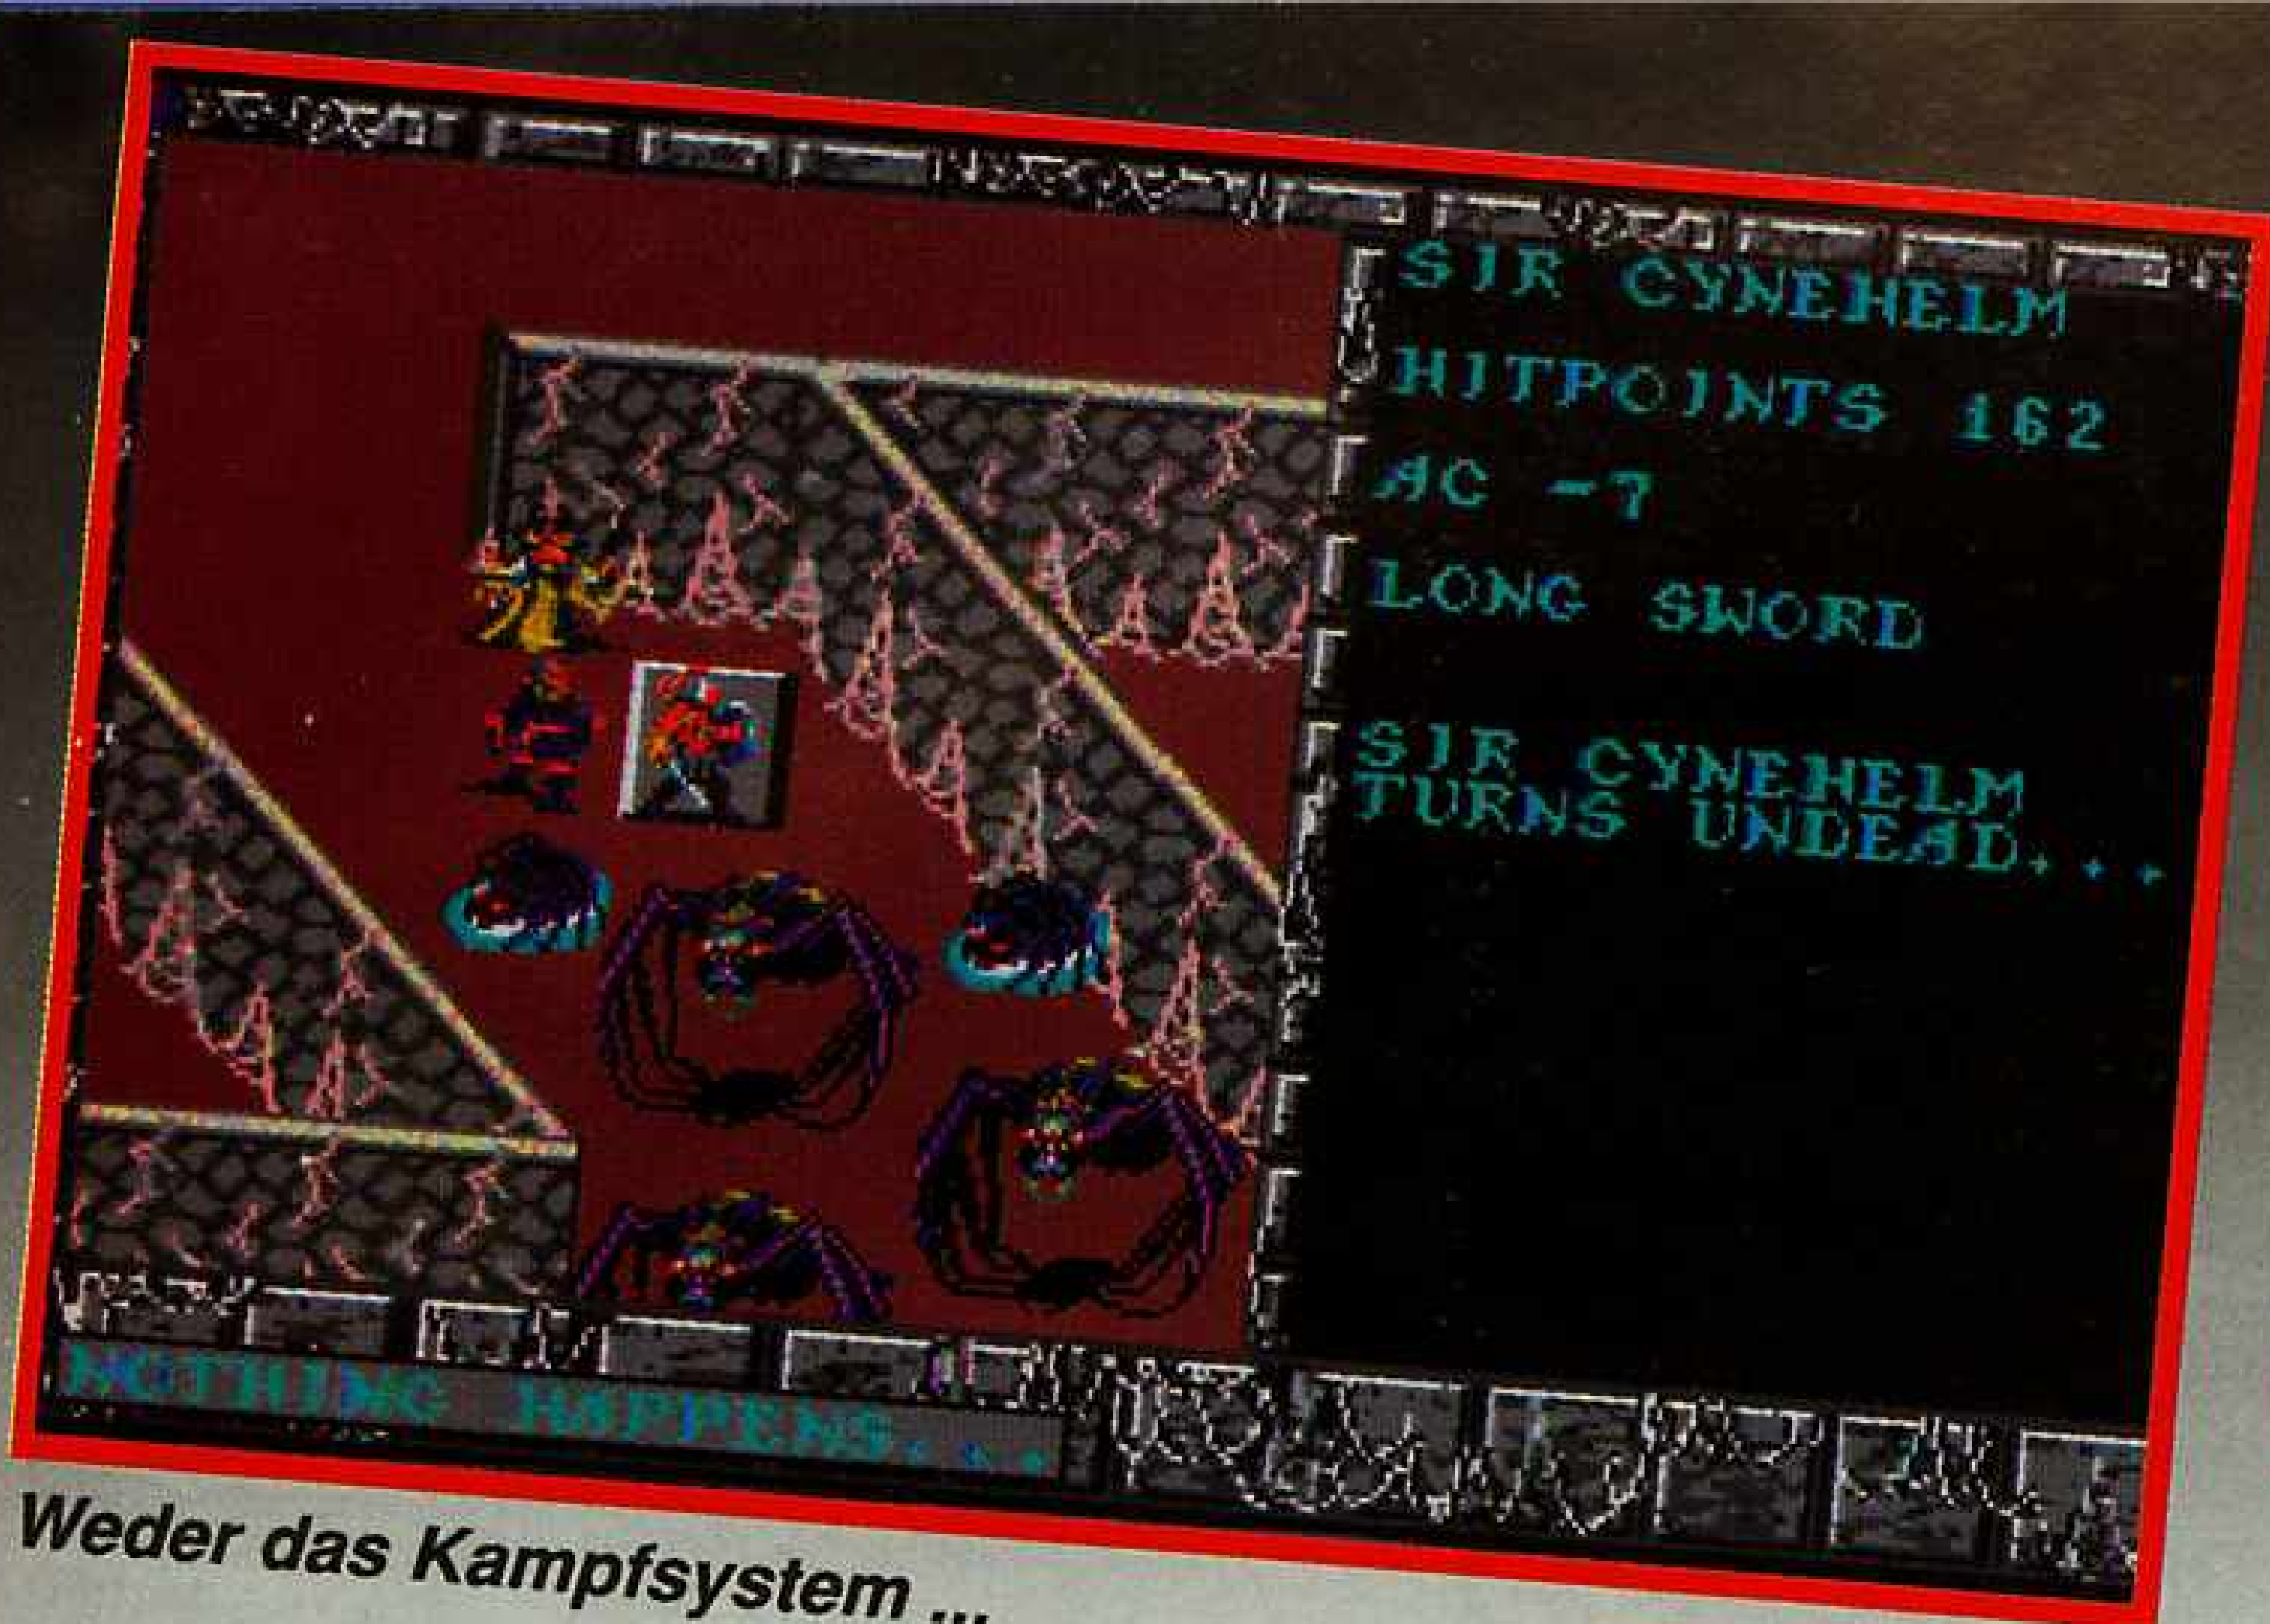 SIR CYNEHELM
HITPOINTS 162
AC -7
LONG SWORD
SIR CYNEHELM
TURNS UNDEAD...
NOTHING HAPPENS...
Weder das Kampfsystem ...